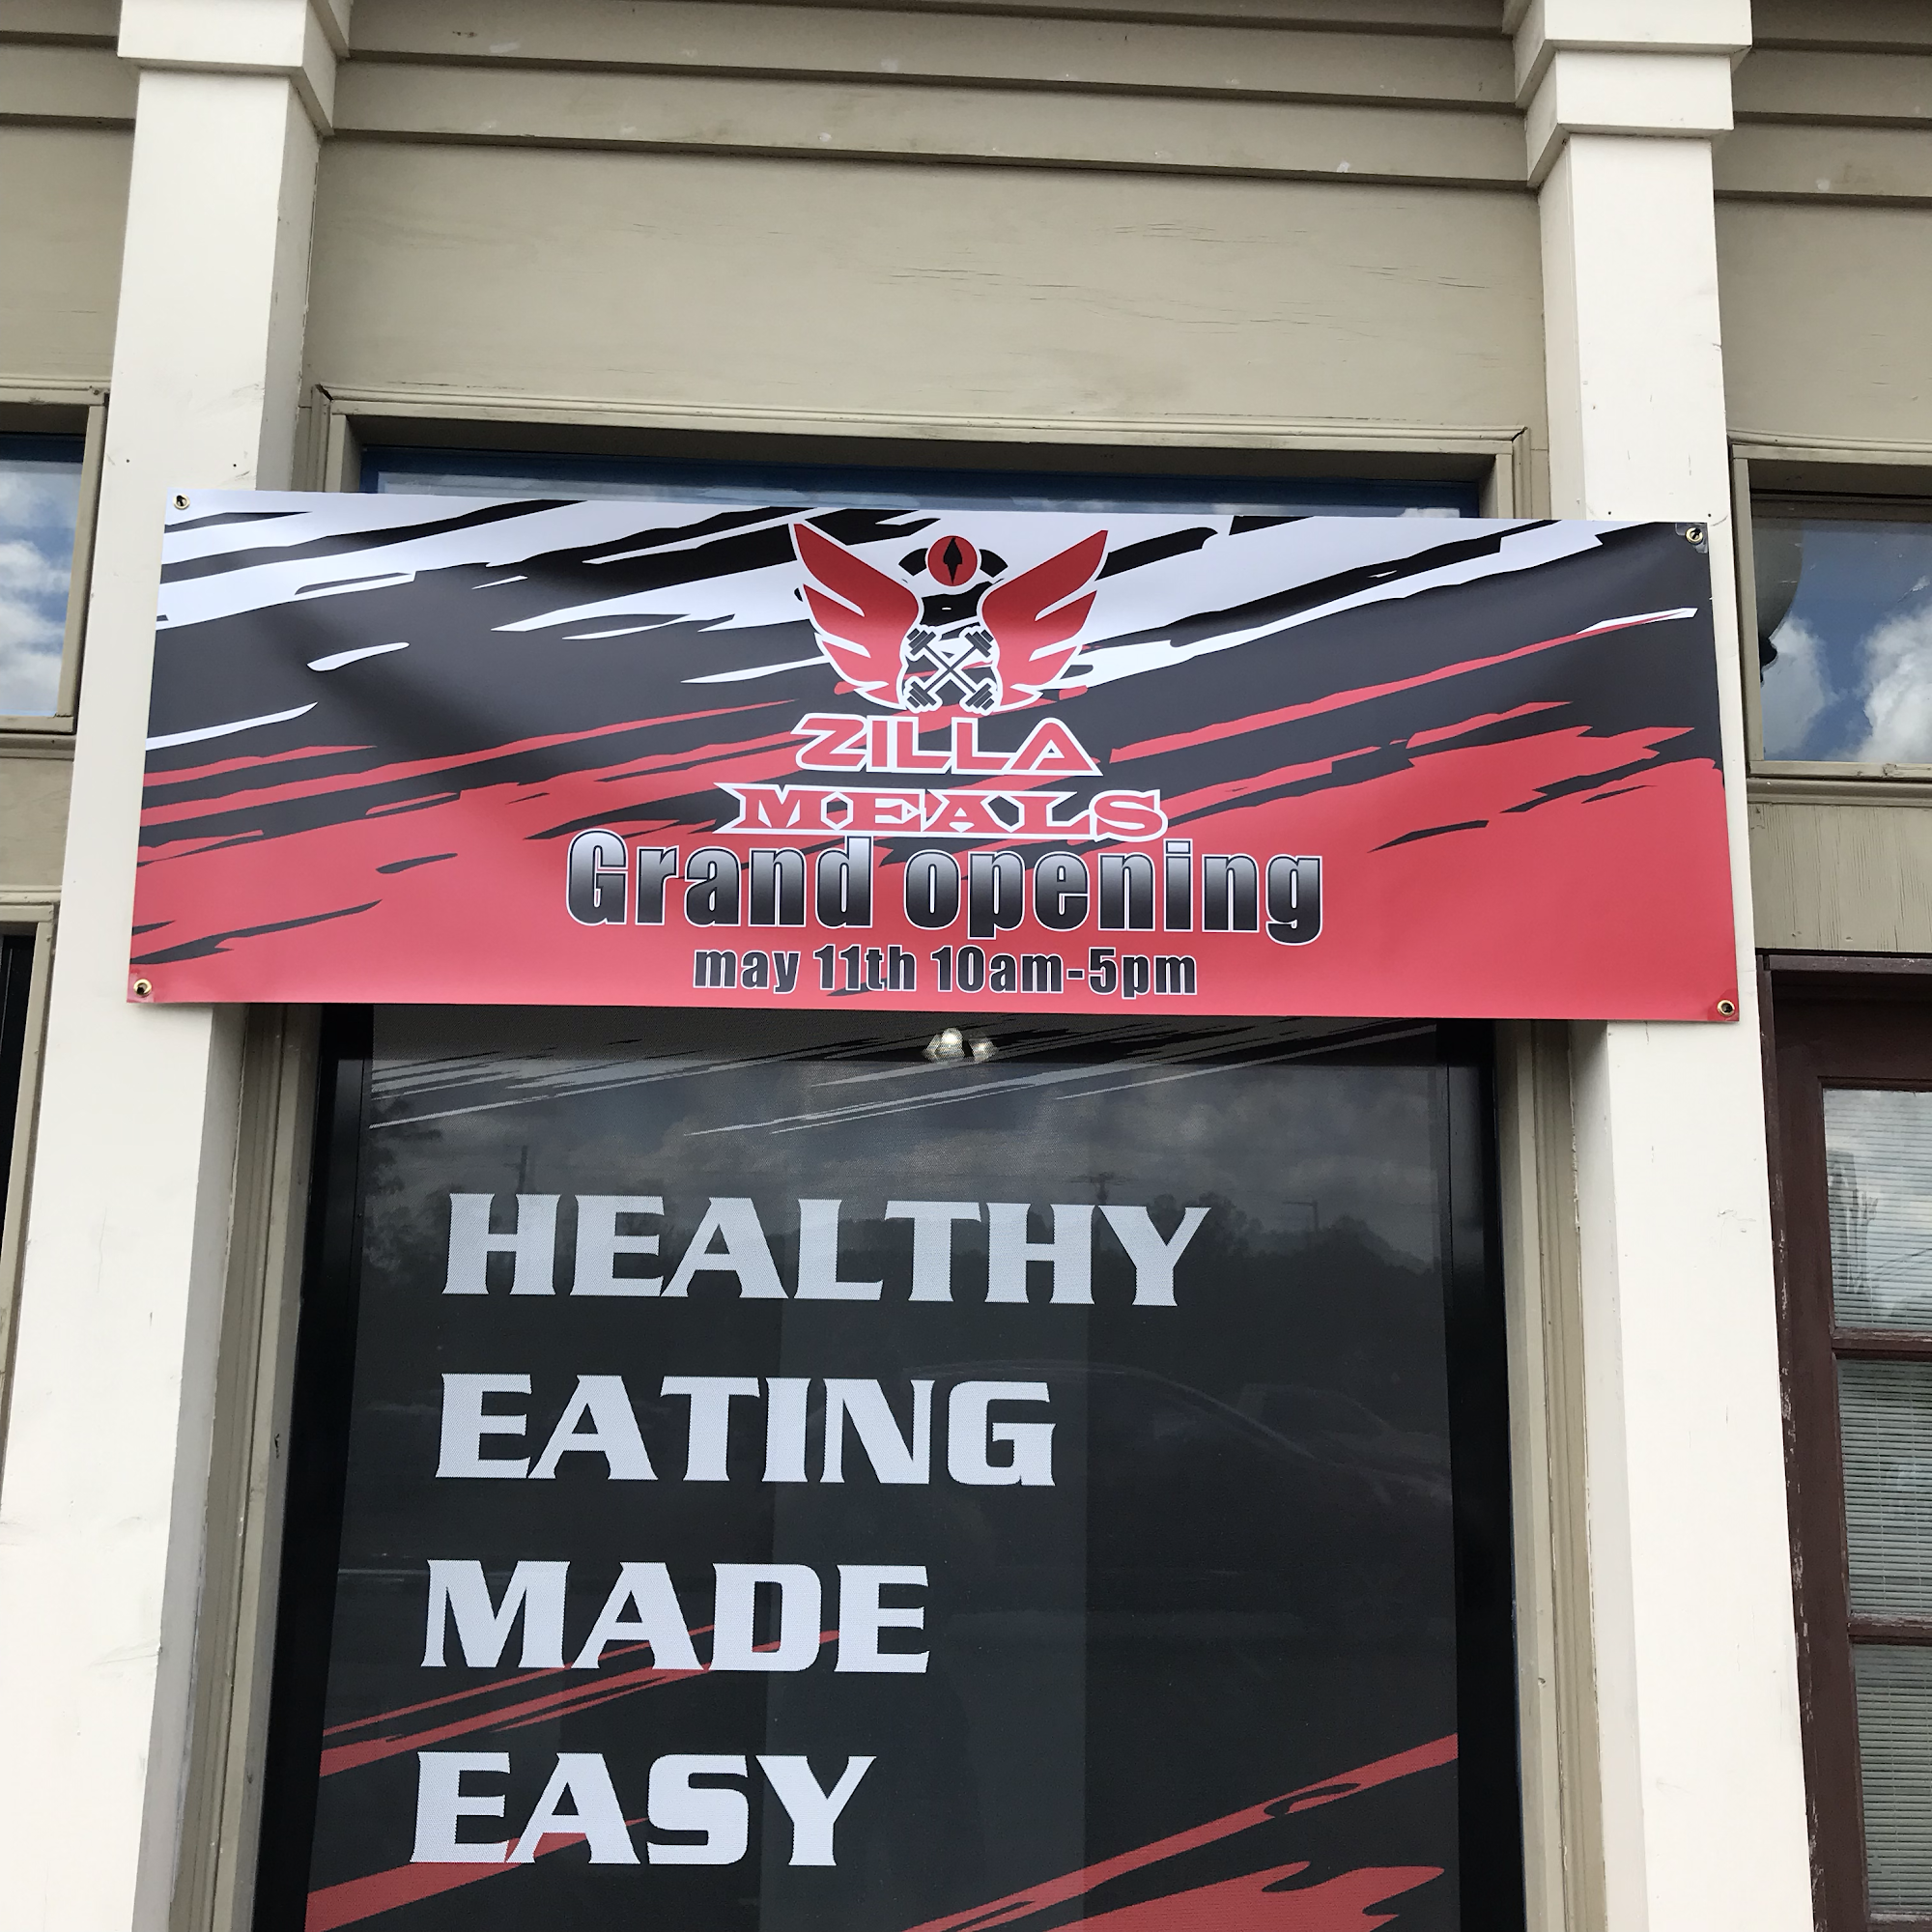 ZILLA
MEALS
Grand opening
may 11th 10am-5pm
HEALTHY
EATING
MADE
EASY